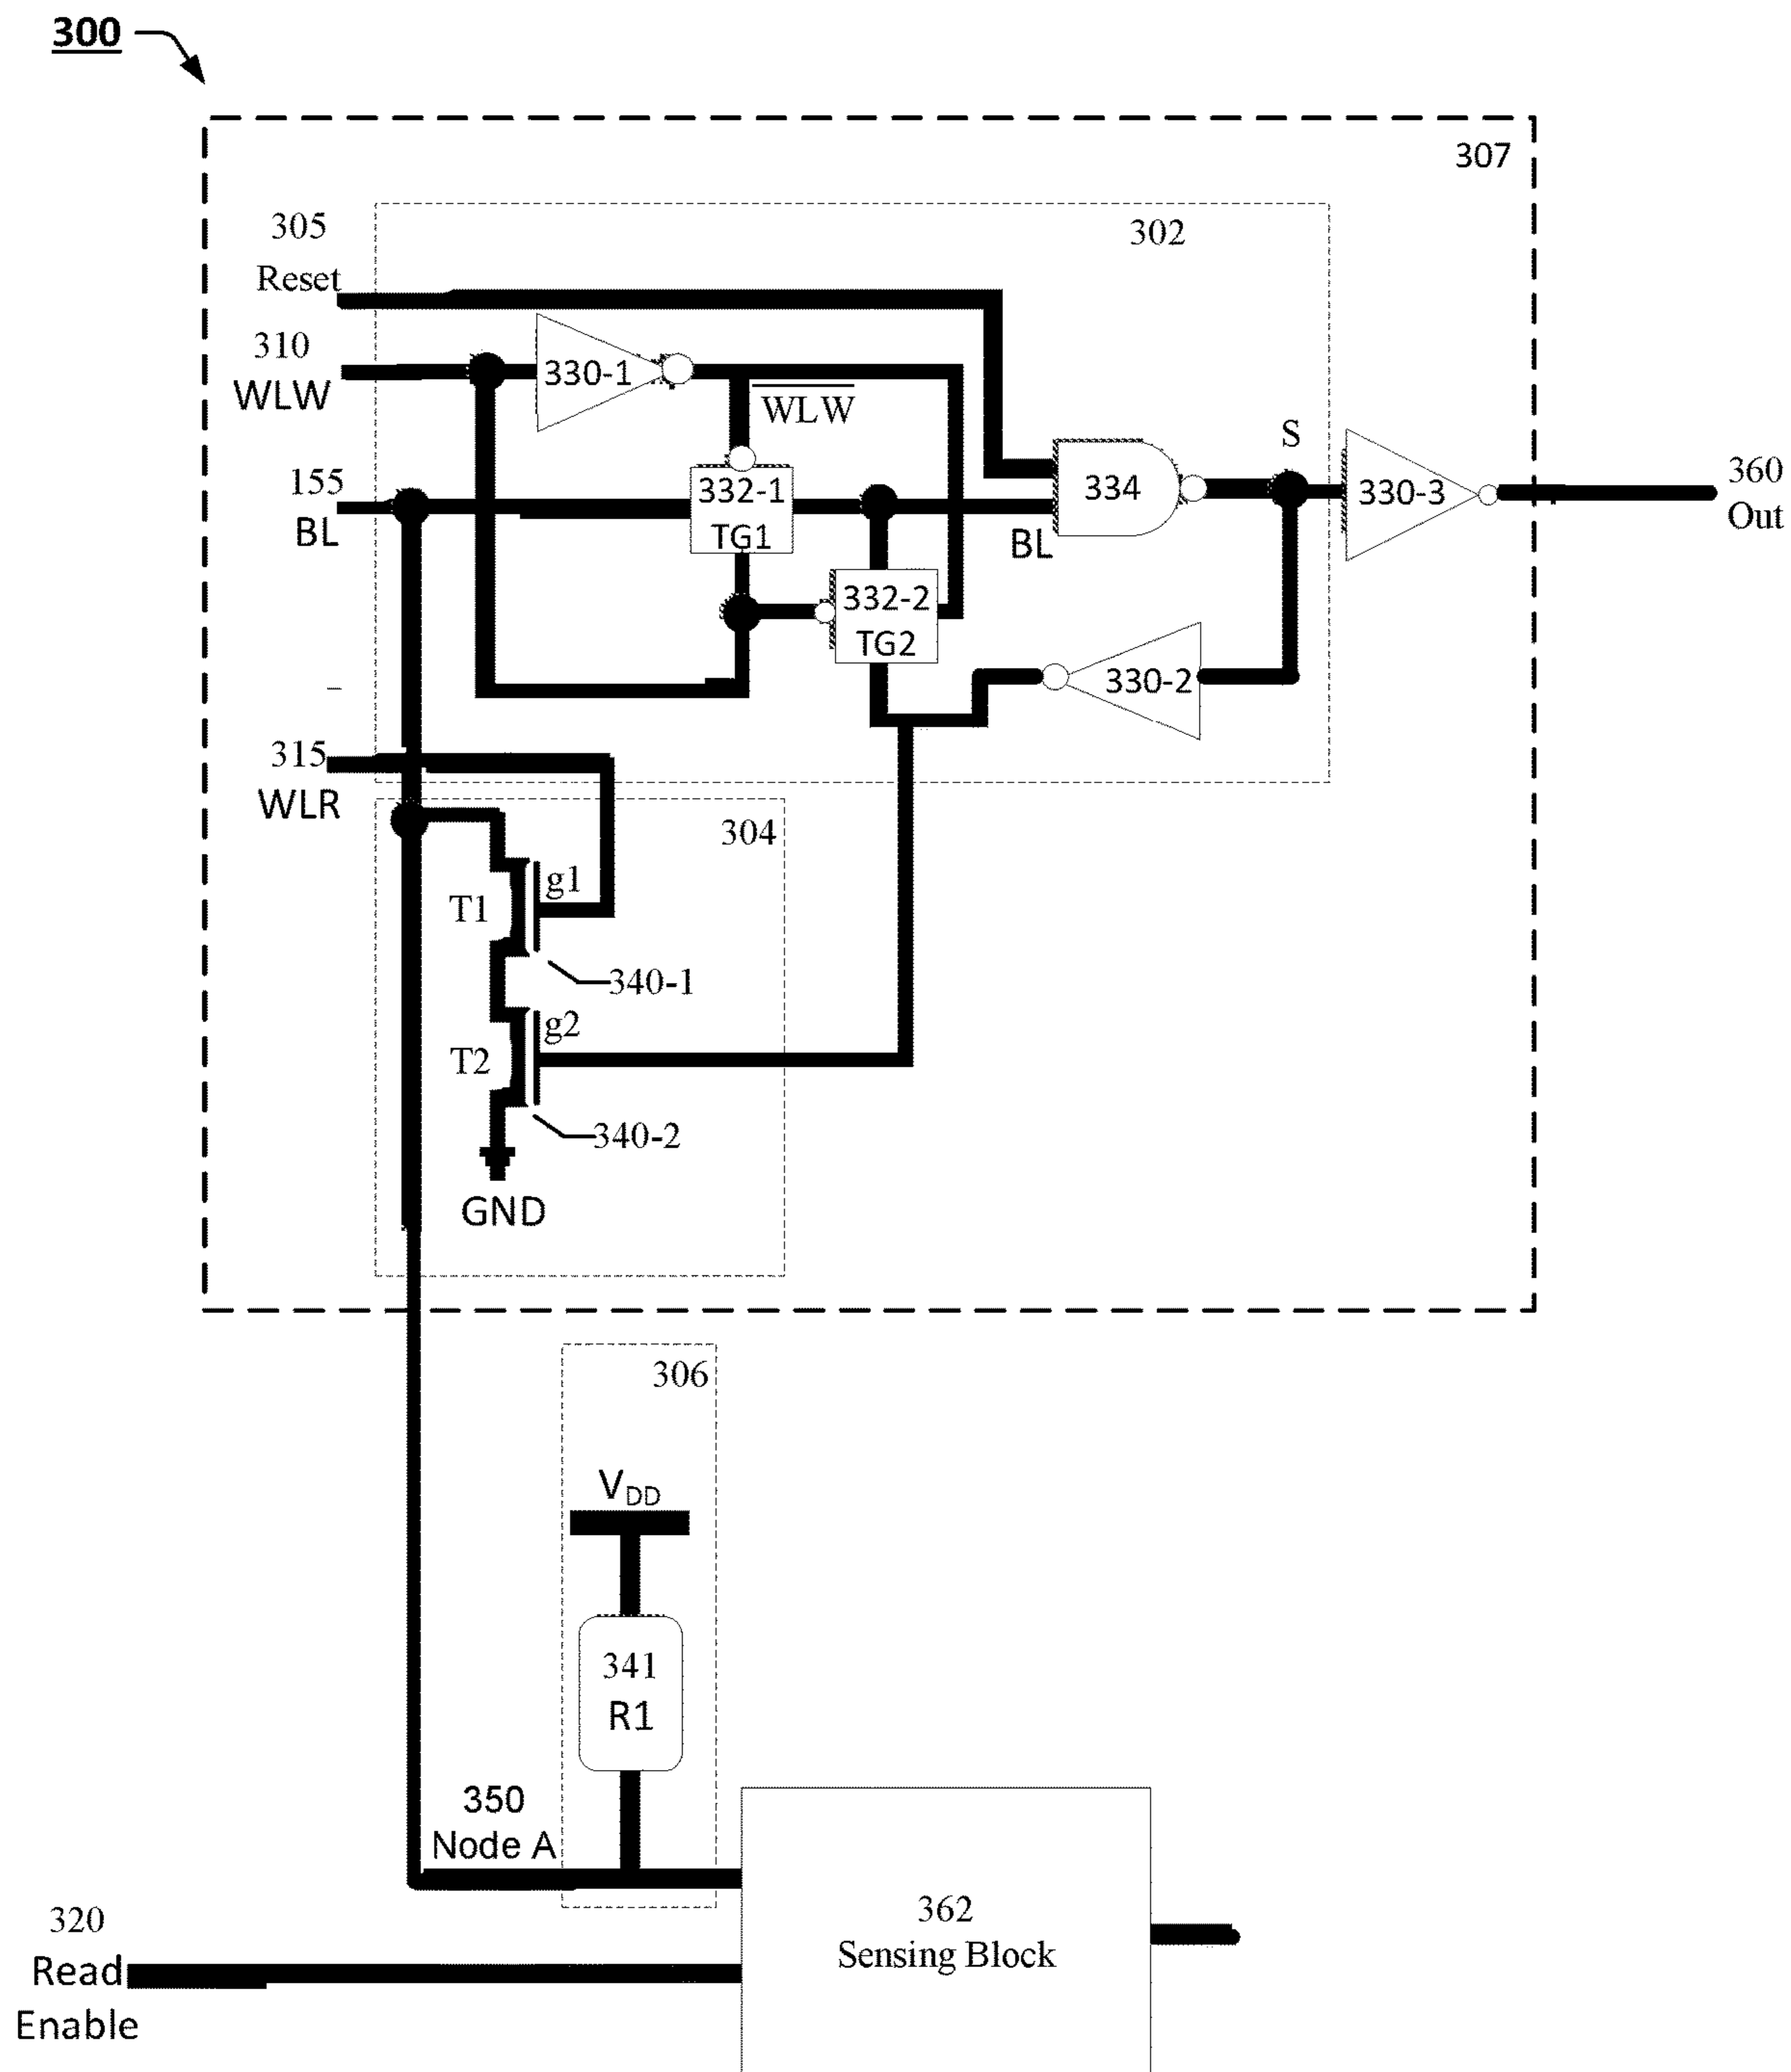 300
307
305
302
Reset
310
330-1
WLW
WLW
S
155
332-1
334
330-3
360
BL
TG1
BL
Out
332-2
TG2
330-2
315
WLR
304
g1
T1
340-1
g2
T2
340-2
GND
306
VDD
341
R1
350
Node A
320
362
Read
Sensing Block
Enable